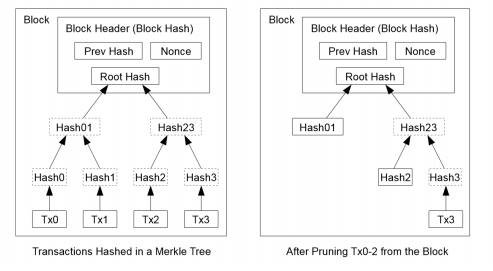 Block
Block Header (Block Hash)
Prev Hash
Nonce
Root Hash
Hash01
Hash23
Hash0
Hash1
Hash2
Hash3
Tx0
Tx1
Tx2
Tx3
Transactions Hashed in a Merkle Tree
Block
Block Header (Block Hash)
Prev Hash
Nonce
Root Hash
Hash01
Hash23
Hash2
Hash3
Tx3
After Pruning Tx0-2 from the Block